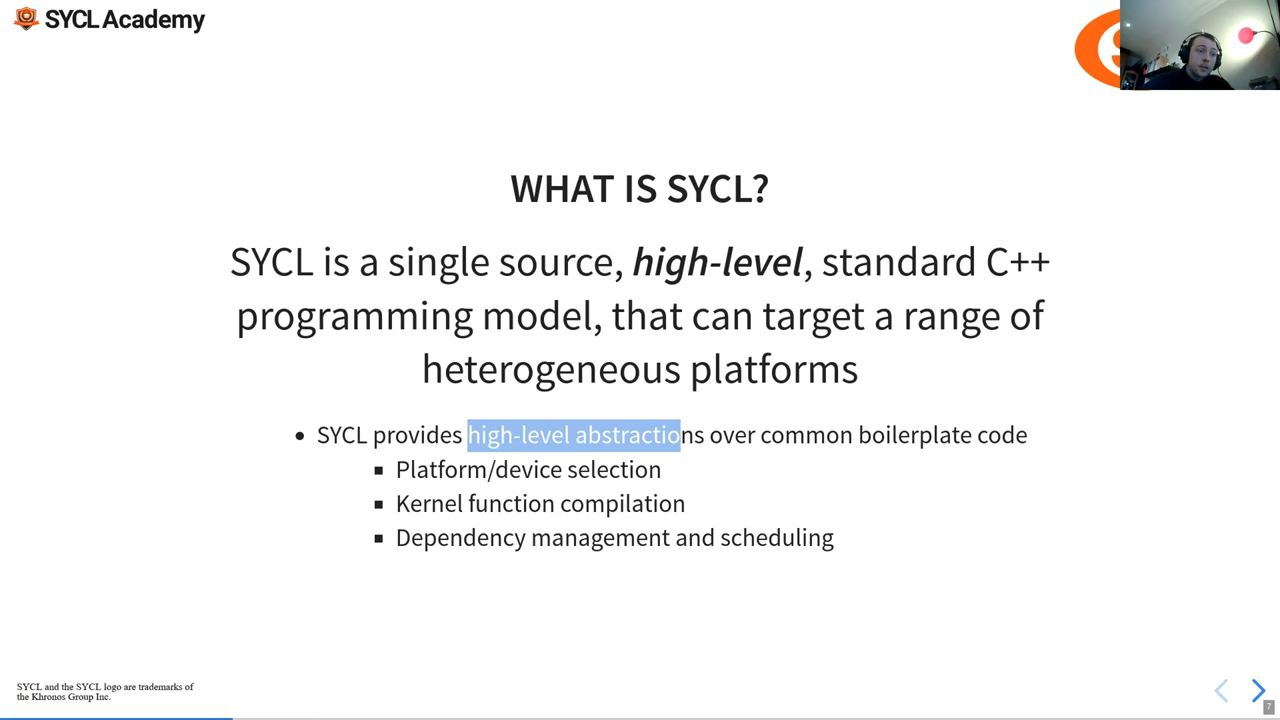 SYCL Academy
WHAT IS SYCL?
SYCL is a single source, high-level, standard C++
programming model, that can target a range of
heterogeneous platforms
• SYCL provides high-level abstractions over common boilerplate code
▪ Platform/device selection
▪ Kernel function compilation
▪ Dependency management and scheduling
SYCL and the SYCL logo are trademarks of
the Khronos Group Inc.
7